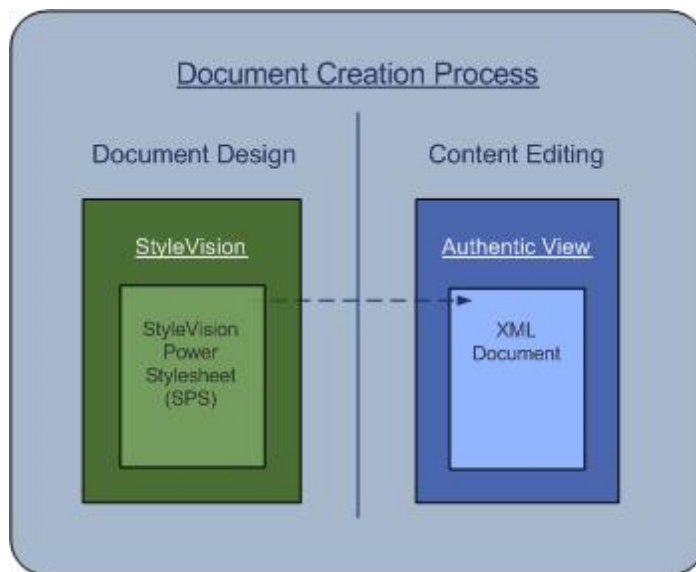 Document Creation Process
Document Design
Content Editing
StyleVision
StyleVision
Power
Stylesheet
(SPS)
Authentic View
XML
Document